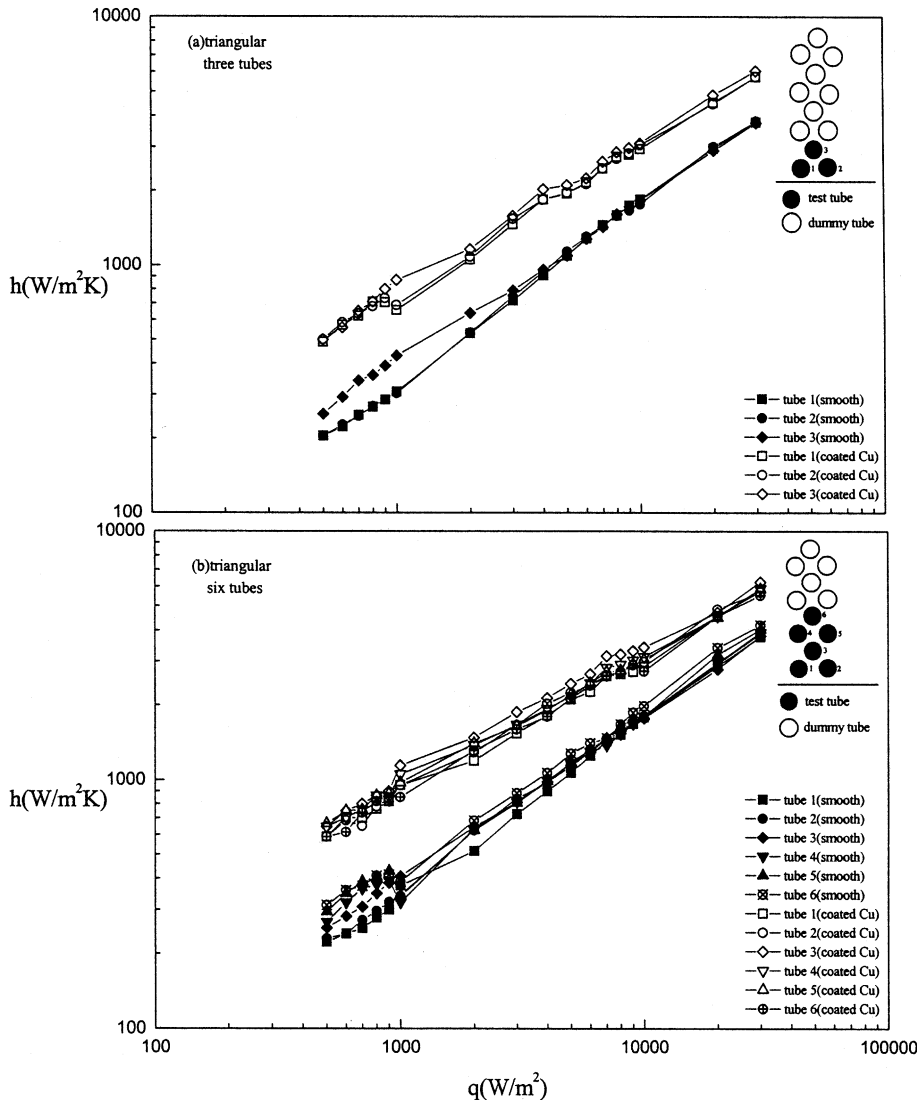 10000
(a)triangular
three tubes
3
1
2
test tube
dummy tube
1000
h(W/m²K)
tube 1(smooth)
tube 2(smooth)
tube 3(smooth)
tube 1(coated Cu)
tube 2(coated Cu)
tube 3(coated Cu)
100
10000
(b)triangular
six tubes
6
4
5
3
1
2
test tube
dummy tube
1000
h(W/m²K)
tube 1(smooth)
tube 2(smooth)
tube 3(smooth)
tube 4(smooth)
tube 5(smooth)
tube 6(smooth)
tube 1(coated Cu)
tube 2(coated Cu)
tube 3(coated Cu)
tube 4(coated Cu)
tube 5(coated Cu)
tube 6(coated Cu)
100
100 1000 10000 100000
q(W/m²)